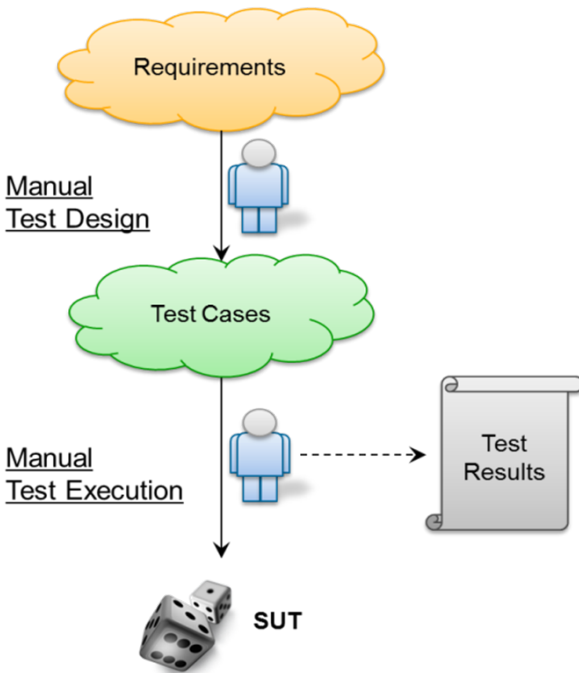 Requirements
Manual
Test Design
Test Cases
Manual
Test Execution
Test
Results
SUT